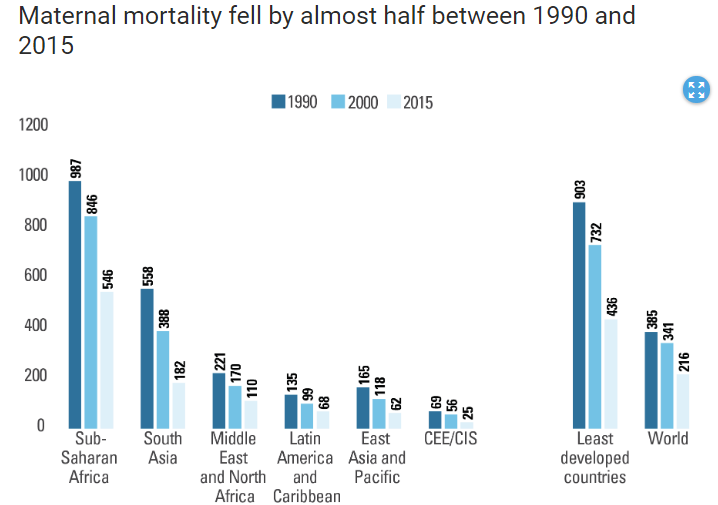 Maternal mortality fell by almost half between 1990 and
2015
1990 2000 2015
1200
1000
800
600
400
200
0
987
846
546
558
388
182
221
170
110
135
99
68
165
118
62
69
56
25
903
732
436
385
341
216
Sub-
Saharan
Africa
South
Asia
Middle
East
and North
Africa
Latin
America
and
Caribbean
East
Asia and
Pacific
CEE/CIS
Least
developed
countries
World